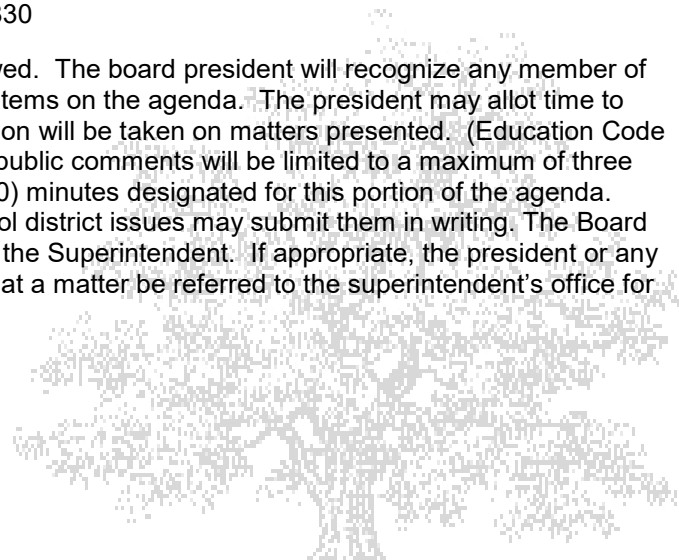 330
ved.  The board president will recognize any member of
tems on the agenda.  The president may allot time to
on will be taken on matters presented.  (Education Code
public comments will be limited to a maximum of three
0) minutes designated for this portion of the agenda.
ol district issues may submit them in writing. The Board
the Superintendent.  If appropriate, the president or any
at a matter be referred to the superintendent’s office for